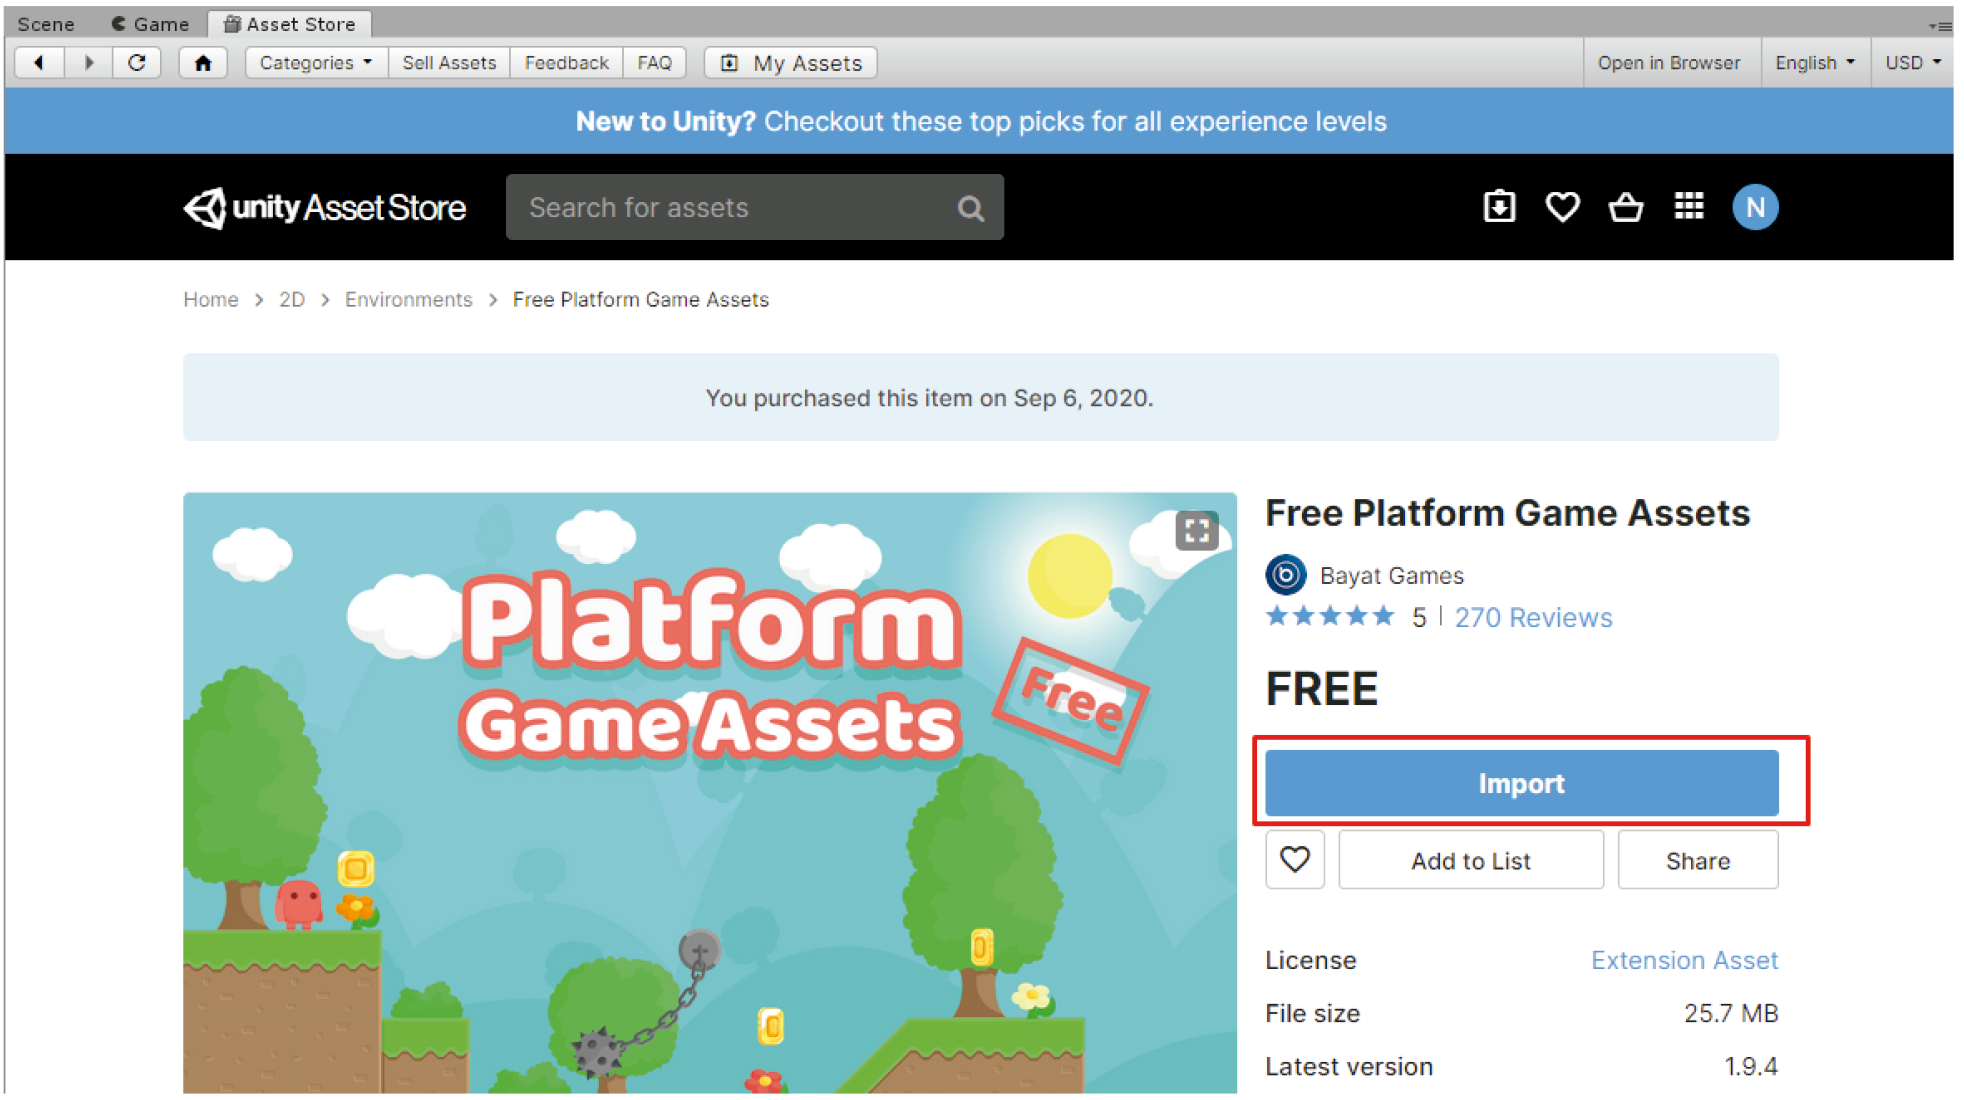 Scene Game Asset Store
Categories Sell Assets Feedback FAQ My Assets Open in Browser English USD
New to Unity? Checkout these top picks for all experience levels
unity Asset Store Search for assets N
Home > 2D > Environments > Free Platform Game Assets
You purchased this item on Sep 6, 2020.
Platform
Game Assets
Free
Free Platform Game Assets
b Bayat Games
5 | 270 Reviews
FREE
Import
Add to List Share
License Extension Asset
File size 25.7 MB
Latest version 1.9.4